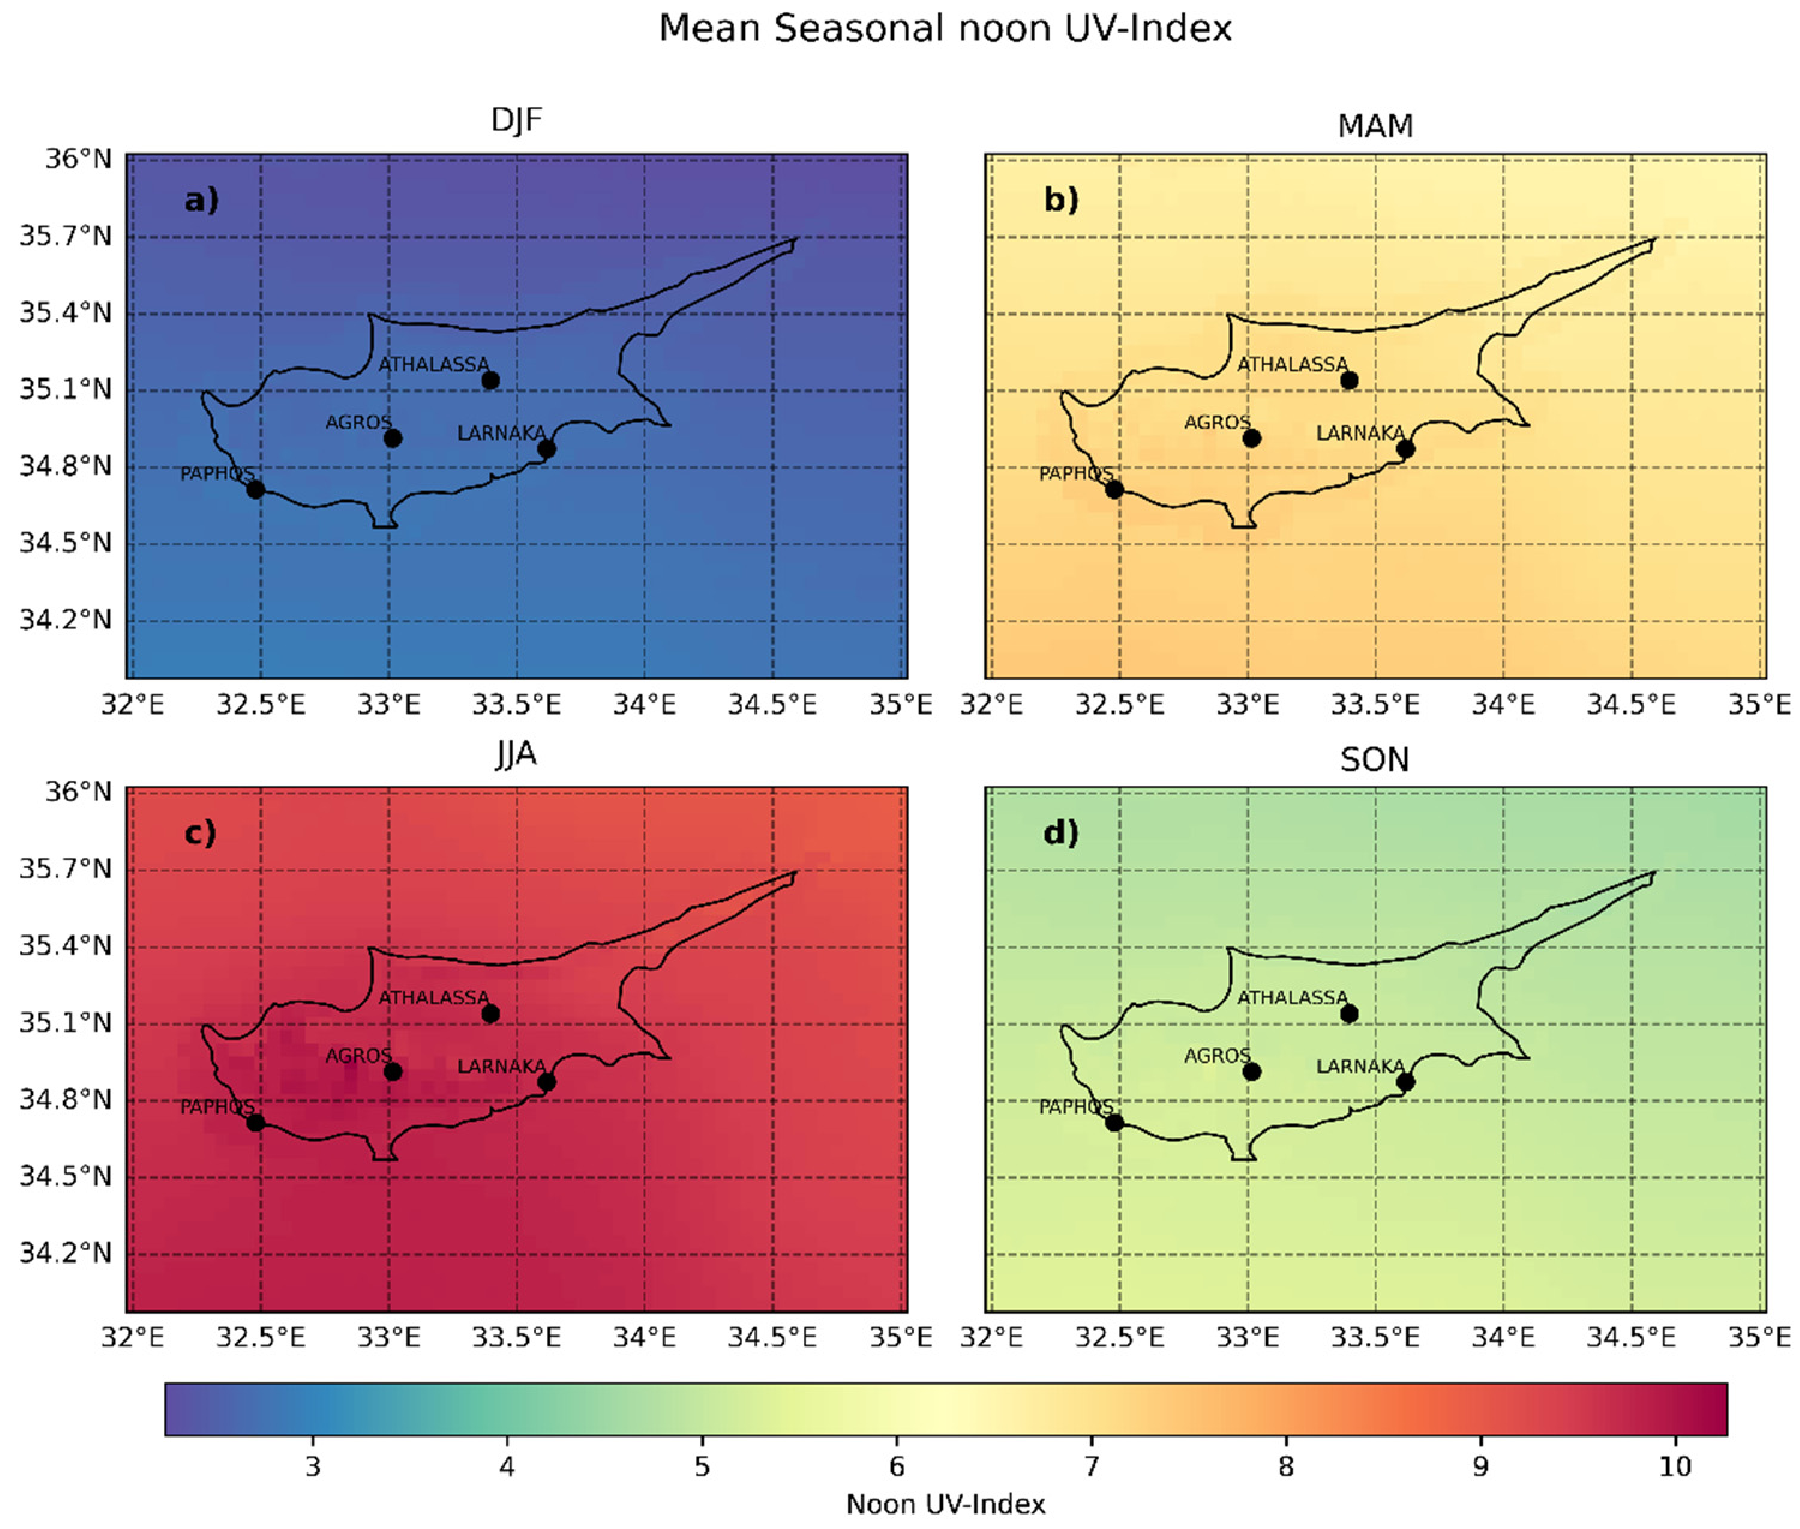 Mean Seasonal noon UV-Index
DJF
MAM
36°N
35.7°N
35.4°N
35.1°N
34.8°N
34.5°N
34.2°N
a)
ATHALASSA
AGROS
LARNAKA
PAPHOS
b)
ATHALASSA
AGROS
LARNAKA
PAPHOS
32°E 32.5°E 33°E 33.5°E 34°E 34.5°E 35°E
32°E 32.5°E 33°E 33.5°E 34°E 34.5°E 35°E
JJA
SON
36°N
35.7°N
35.4°N
35.1°N
34.8°N
34.5°N
34.2°N
c)
ATHALASSA
AGROS
LARNAKA
PAPHOS
d)
ATHALASSA
AGROS
LARNAKA
PAPHOS
32°E 32.5°E 33°E 33.5°E 34°E 34.5°E 35°E
32°E 32.5°E 33°E 33.5°E 34°E 34.5°E 35°E
3 4 5 6 7 8 9 10
Noon UV-Index